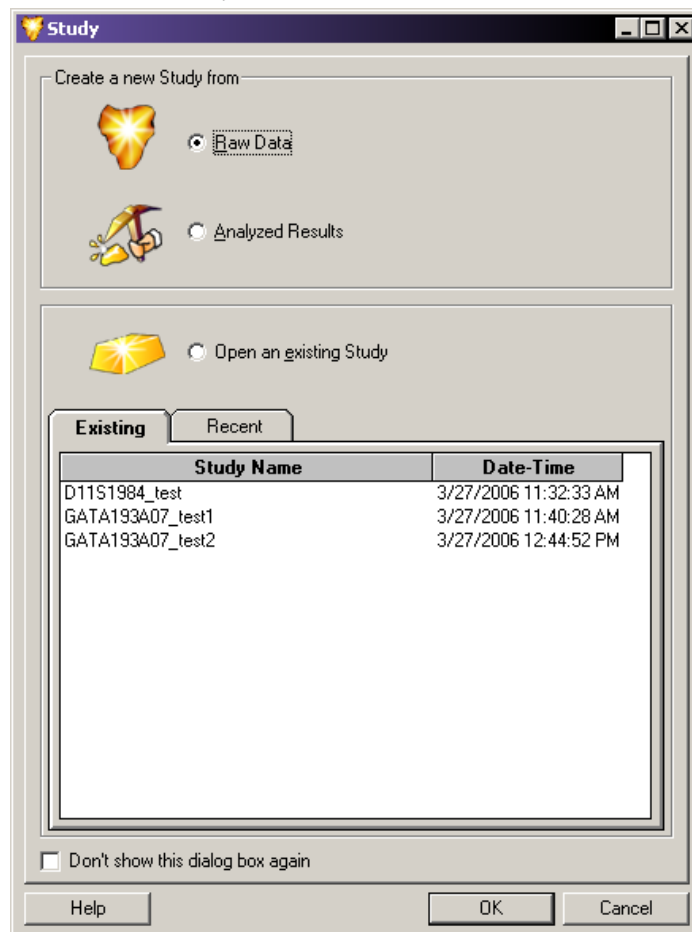 Study
Create a new Study from
Raw Data
Analyzed Results
Open an existing Study
Existing Recent
Study Name Date-Time
D11S1984_test 3/27/2006 11:32:33 AM
GATA193A07_test1 3/27/2006 11:40:28 AM
GATA193A07_test2 3/27/2006 12:44:52 PM
Don't show this dialog box again
Help OK Cancel